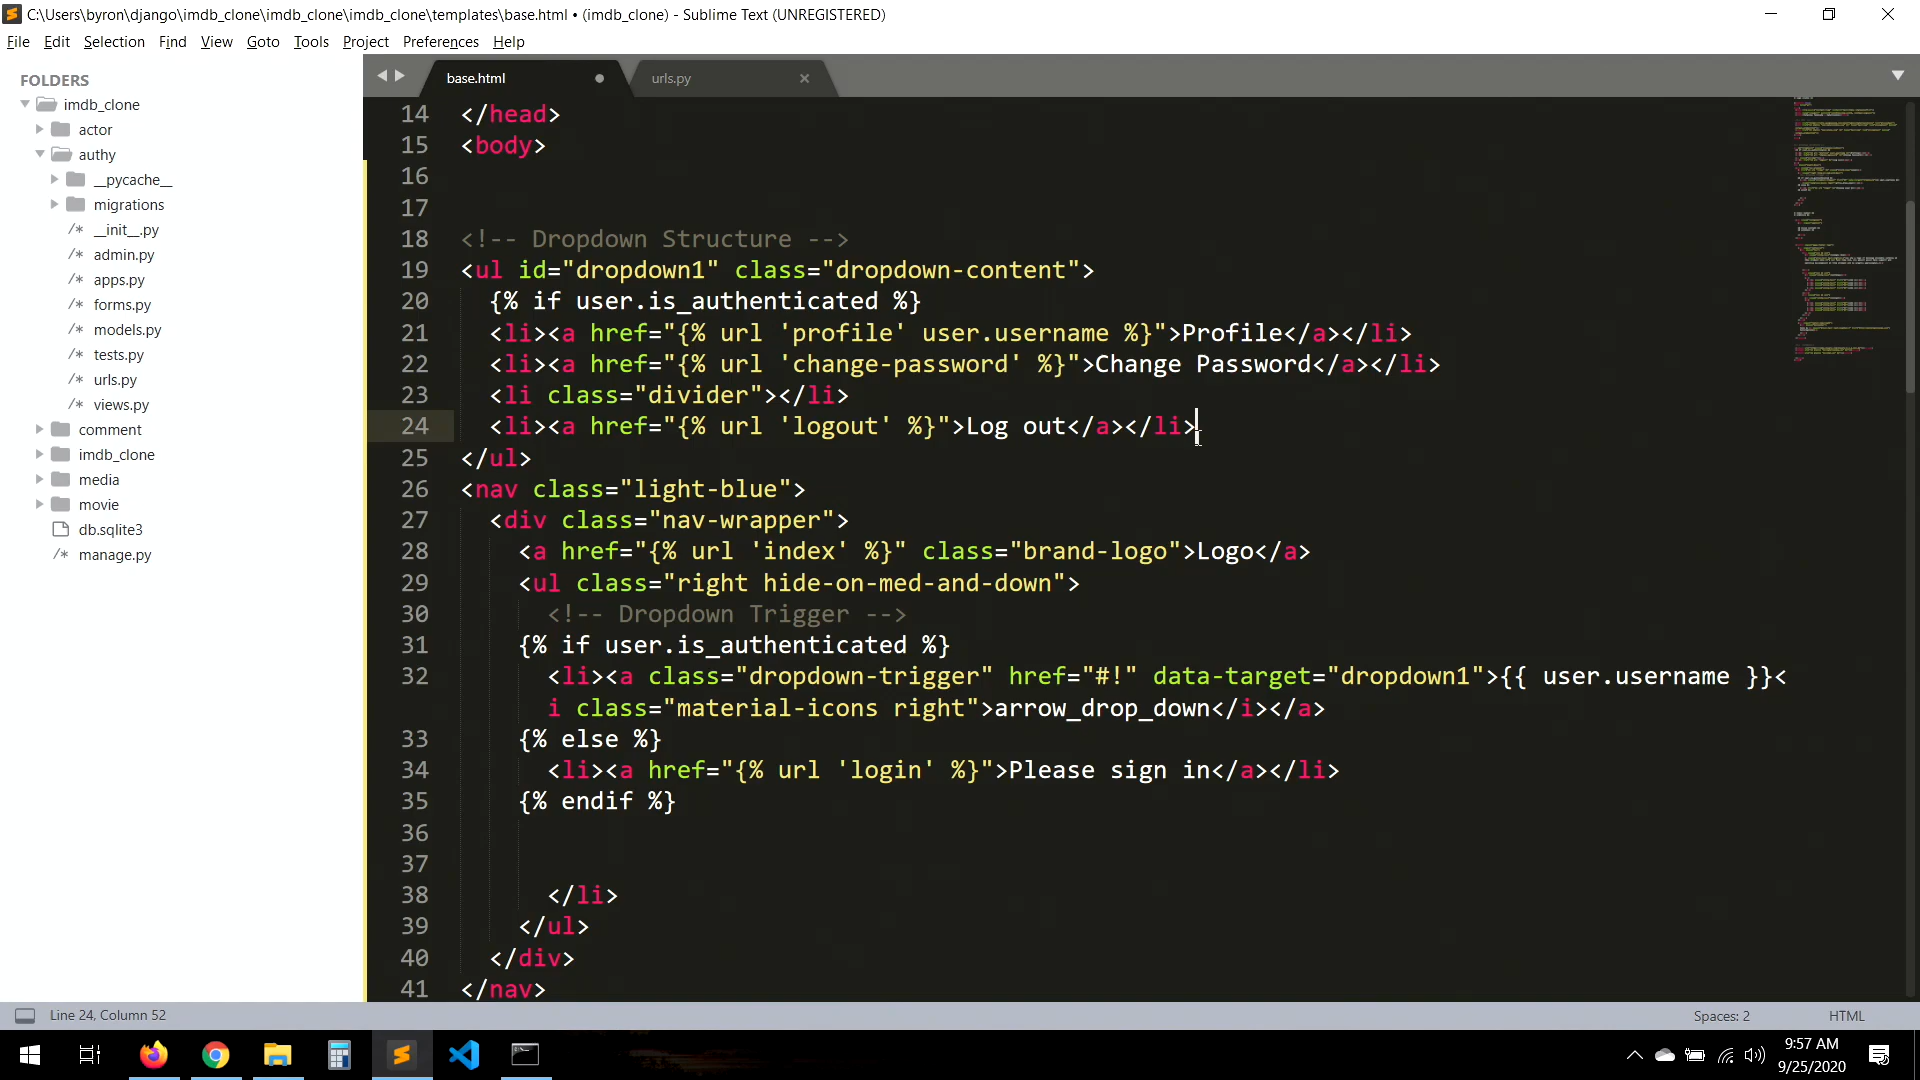 C:\Users\byron\django\imdb_clone\imdb_clone\imdb_clone\templates\base.html • (imdb_clone) - Sublime Text (UNREGISTERED)
File Edit Selection Find View Goto Tools Project Preferences Help
FOLDERS
imdb_clone
actor
authy
__pycache__
migrations
/* __init__.py
/* admin.py
/* apps.py
/* forms.py
/* models.py
/* tests.py
/* urls.py
/* views.py
comment
imdb_clone
media
movie
db.sqlite3
/* manage.py
base.html
urls.py
14 </head>
15 <body>
16
17
18 <!-- Dropdown Structure -->
19 <ul id="dropdown1" class="dropdown-content">
20 {% if user.is_authenticated %}
21 <li><a href="{% url 'profile' user.username %}">Profile</a></li>
22 <li><a href="{% url 'change-password' %}">Change Password</a></li>
23 <li class="divider"></li>
24 <li><a href="{% url 'logout' %}">Log out</a></li>
25 </ul>
26 <nav class="light-blue">
27 <div class="nav-wrapper">
28 <a href="{% url 'index' %}" class="brand-logo">Logo</a>
29 <ul class="right hide-on-med-and-down">
30 <!-- Dropdown Trigger -->
31 {% if user.is_authenticated %}
32 <li><a class="dropdown-trigger" href="#!" data-target="dropdown1">{{ user.username }}<
i class="material-icons right">arrow_drop_down</i></a>
33 {% else %}
34 <li><a href="{% url 'login' %}">Please sign in</a></li>
35 {% endif %}
36
37
38 </li>
39 </ul>
40 </div>
41 </nav>
Line 24, Column 52
Spaces: 2
HTML
9:57 AM
9/25/2020